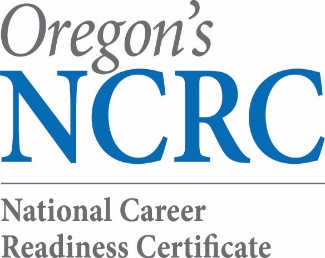 Oregon's
NCRC
National Career
Readiness Certificate